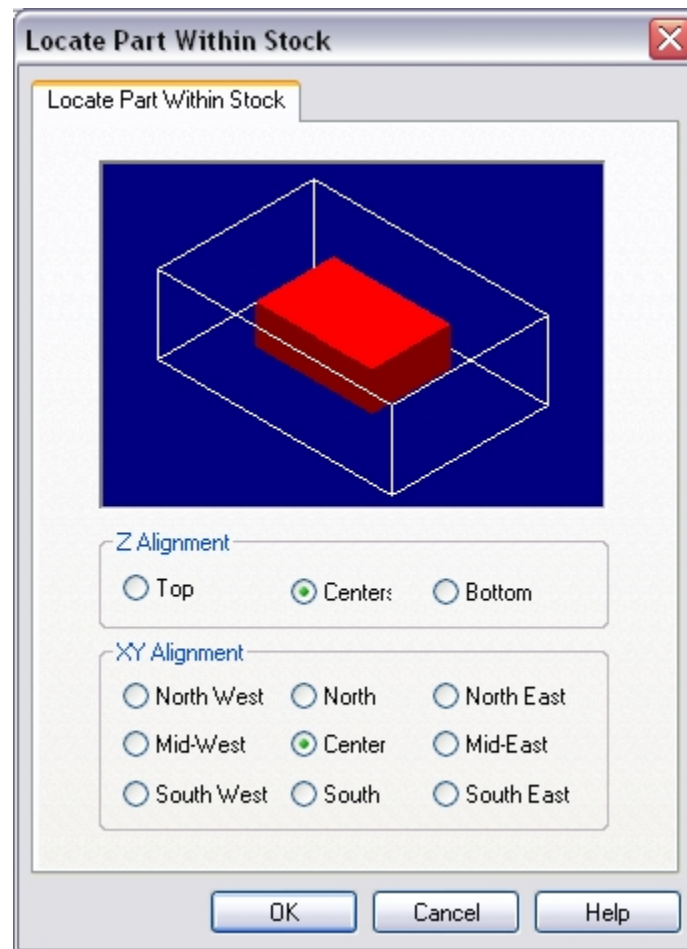 Locate Part Within Stock
Locate Part Within Stock
Z Alignment
Top Centers Bottom
XY Alignment
North West North North East
Mid-West Center Mid-East
South West South South East
OK Cancel Help